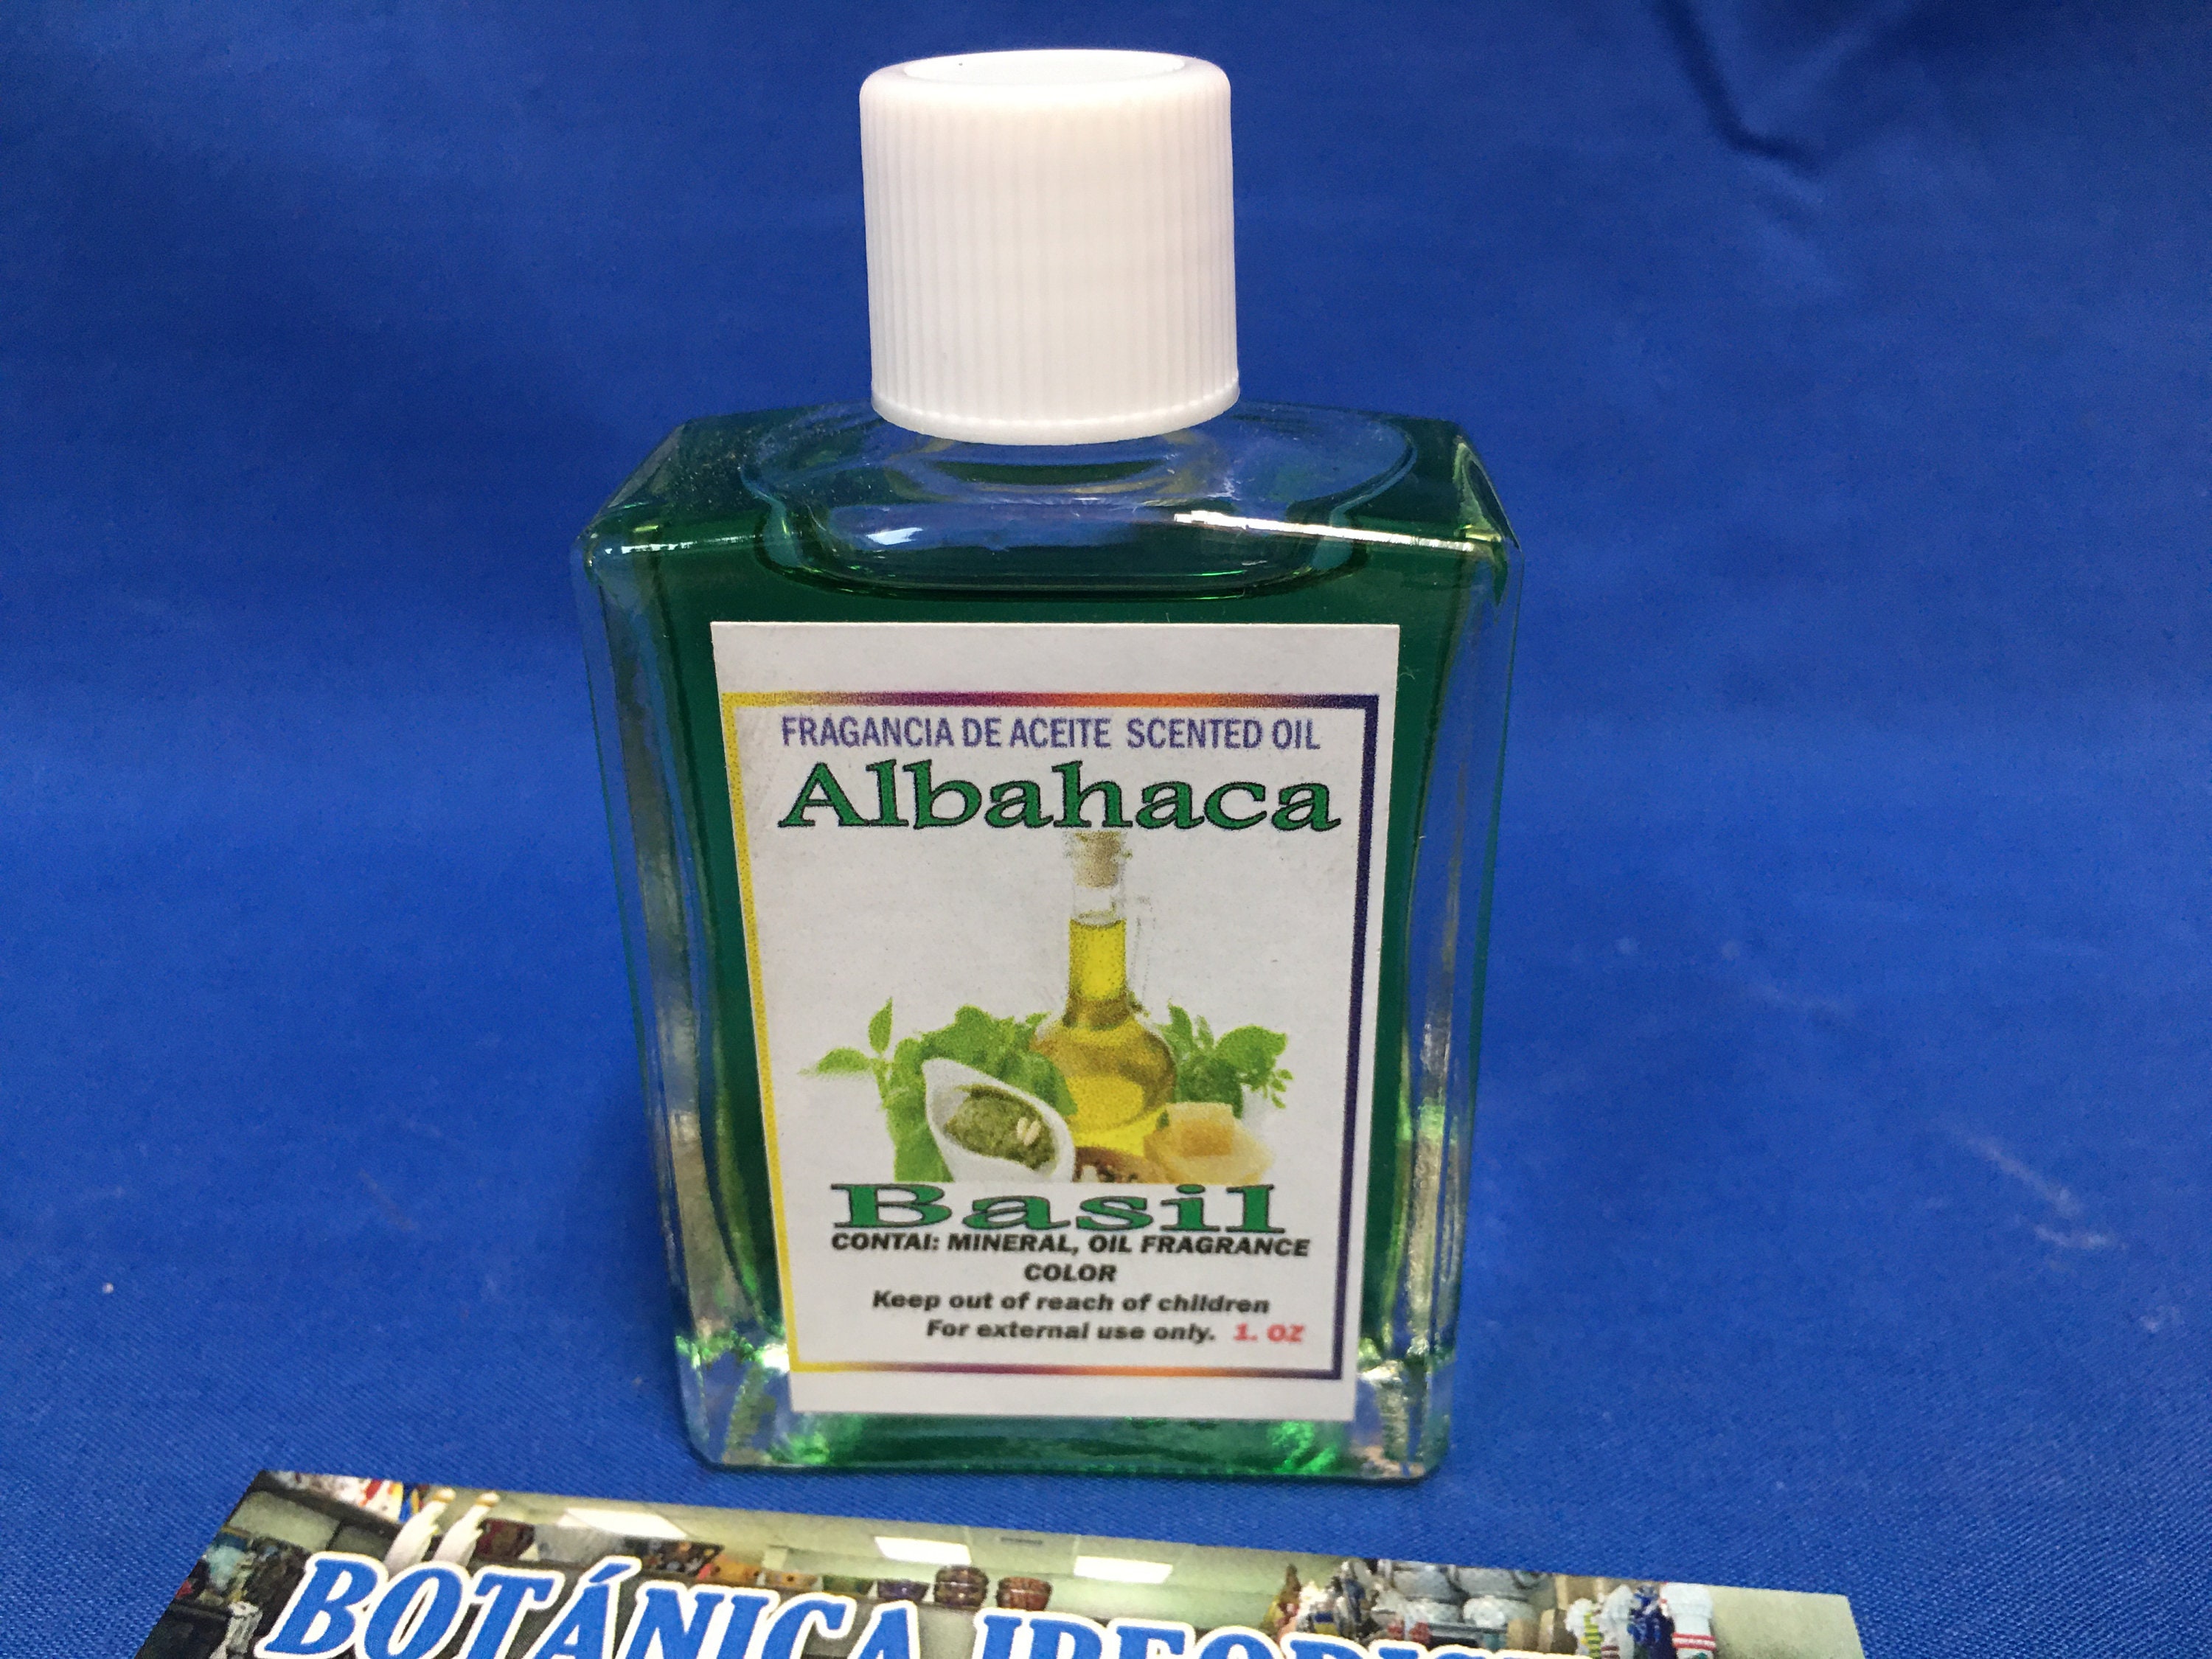 FRAGANCIA DE ACEITE SCENTED OIL
Albahaca
Basil
CONTAI: MINERAL, OIL FRAGRANCE
COLOR
Keep out of reach of children
For external use only. 1. OZ
BOTÁNICA